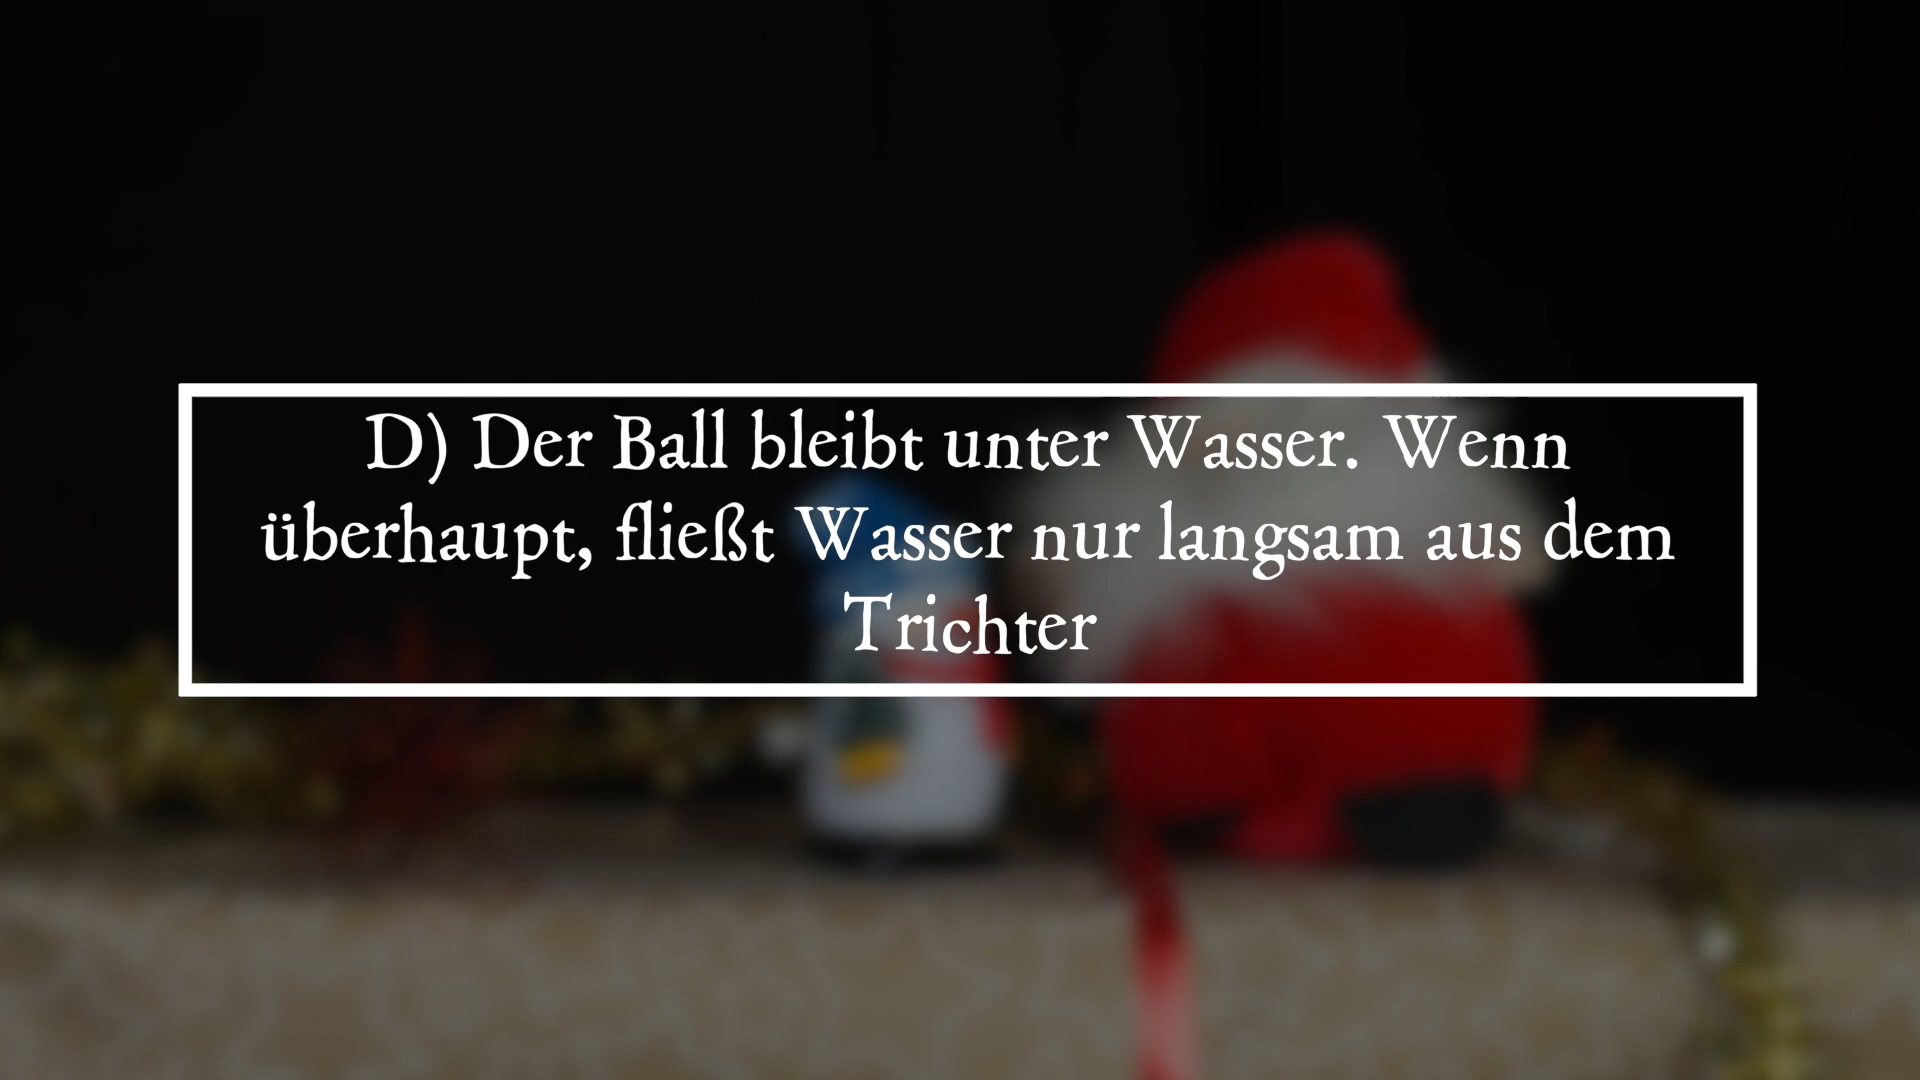 D) Der Ball bleibt unter Wasser. Wenn
überhaupt, fließt Wasser nur langsam aus dem
Trichter